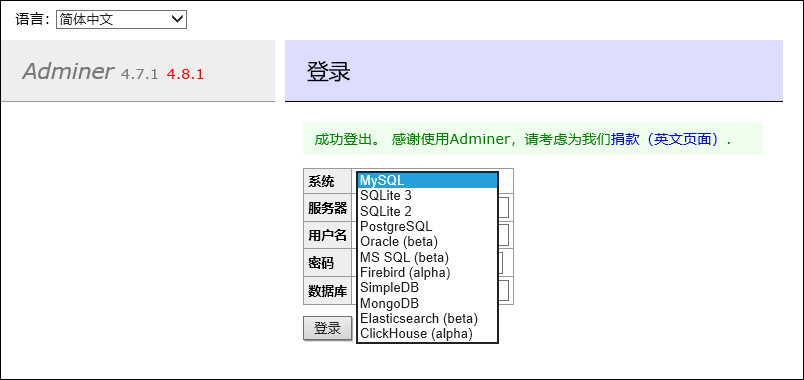 语言: 简体中文
Adminer 4.7.1 4.8.1
登录
成功登出。 感谢使用Adminer，请考虑为我们捐款（英文页面）.
系统
MySQL
SQLite 3
服务器
SQLite 2
用户名
PostgreSQL
Oracle (beta)
密码
MS SQL (beta)
Firebird (alpha)
数据库
SimpleDB
MongoDB
Elasticsearch (beta)
登录
ClickHouse (alpha)